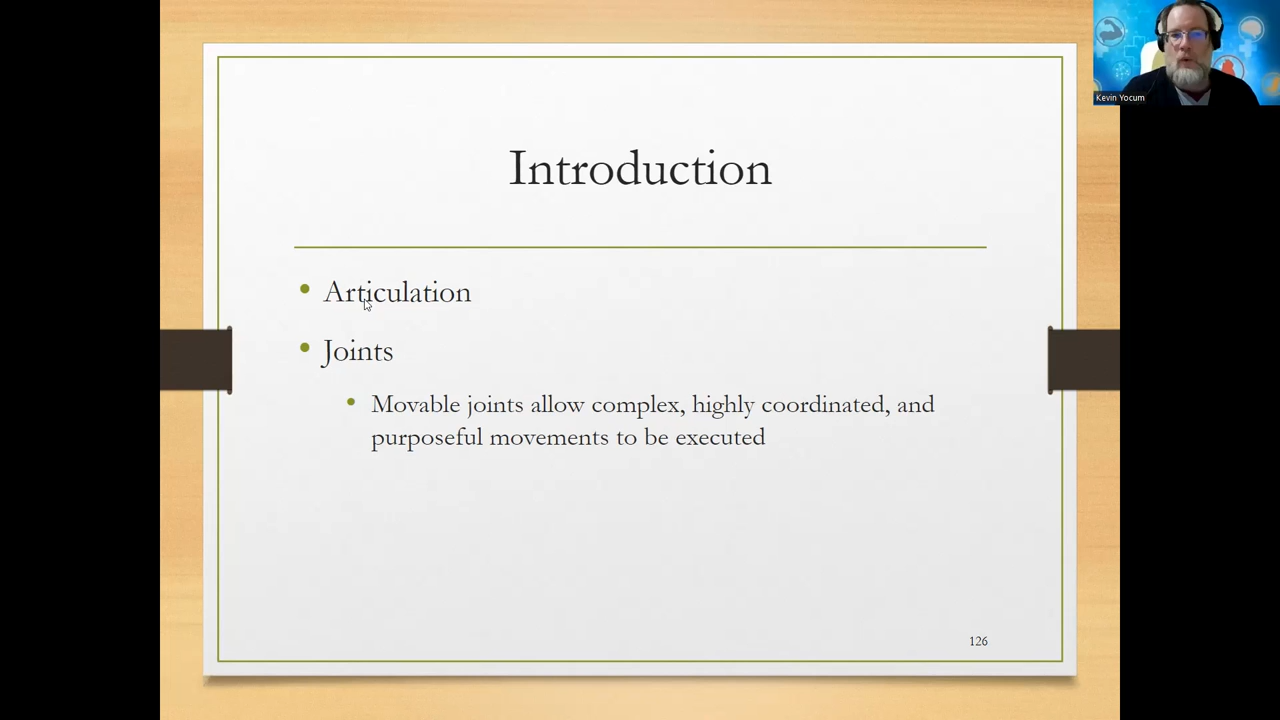 Kevin Yocum
Introduction
Articulation
Joints
Movable joints allow complex, highly coordinated, and
purposeful movements to be executed
126